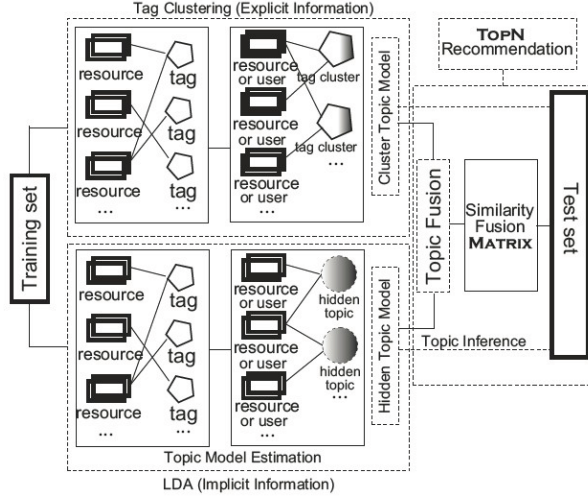 Tag Clustering (Explicit Information)
resource
tag
resource
tag
resource
tag
...
...
resource
or user
tag cluster
resource
or user
tag cluster
...
resource
or user
...
Cluster Topic Model
TOPN
Recommendation
Training set
Topic Fusion
Similarity
Fusion
MATRIX
Test set
resource
tag
resource
tag
resource
tag
...
...
resource
or user
hidden
topic
resource
or user
hidden
topic
...
resource
or user
...
Hidden Topic Model
Topic Inference
Topic Model Estimation
LDA (Implicit Information)